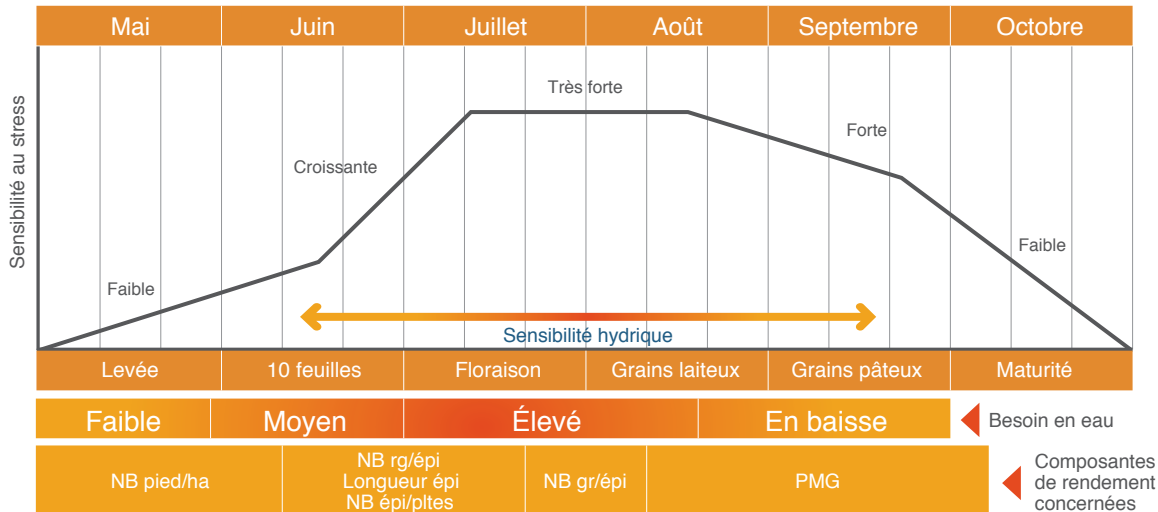 Mai
Juin
Juillet
Août
Septembre
Octobre
Sensibilité au stress
Très forte
Forte
Croissante
Faible
Faible
Sensibilité hydrique
Levée
10 feuilles
Floraison
Grains laiteux
Grains pâteux
Maturité
Faible
Moyen
Élevé
En baisse
Besoin en eau
NB pied/ha
NB rg/épi
Longueur épi
NB épi/pltes
NB gr/épi
PMG
Composantes
de rendement
concernées